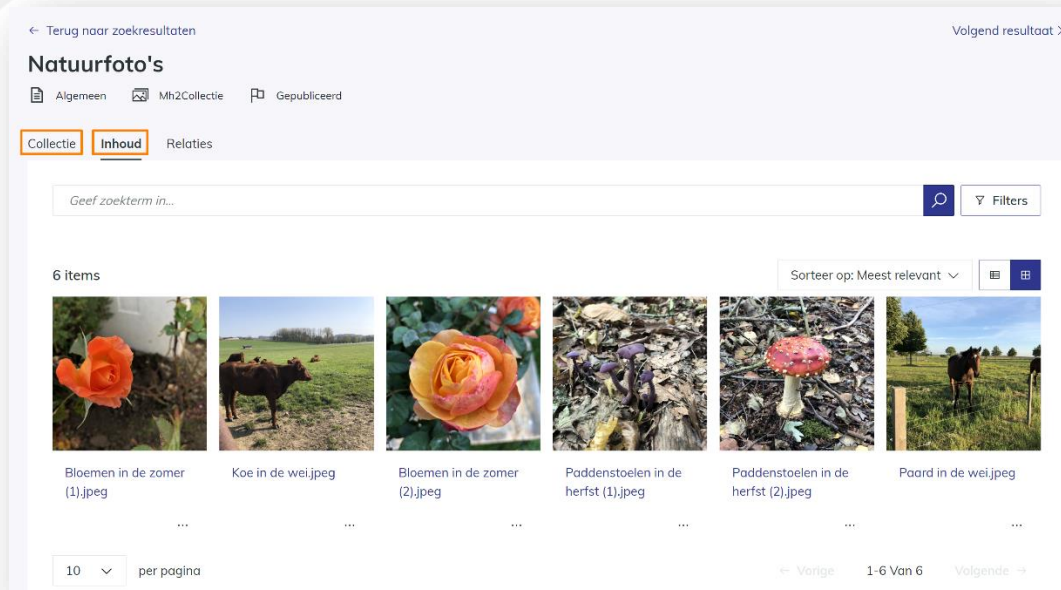 ← Terug naar zoekresultaten
Volgend resultaat
Natuurfoto's
Algemeen Mh2Collectie Gepubliceerd
Collectie Inhoud Relaties
Geef zoekterm in...
Filters
6 items
Sorteer op: Meest relevant
Bloemen in de zomer
(1).jpeg
Koe in de wei.jpeg
Bloemen in de zomer
(2).jpeg
Paddenstoelen in de
herfst (1).jpeg
Paddenstoelen in de
herfst (2).jpeg
Paard in de wei.jpeg
... ... ... ... ... ...
10 per pagina
← Vorige 1-6 Van 6 Volgende →